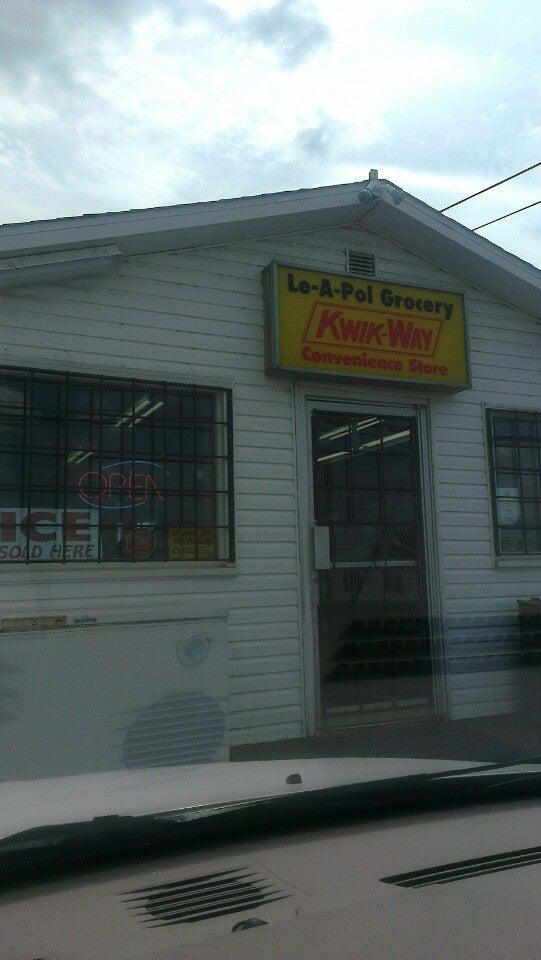 Le-A-Pol Grocery
KWIK-WAY
Convenience Store
OPEN
ICE
SOLD HERE